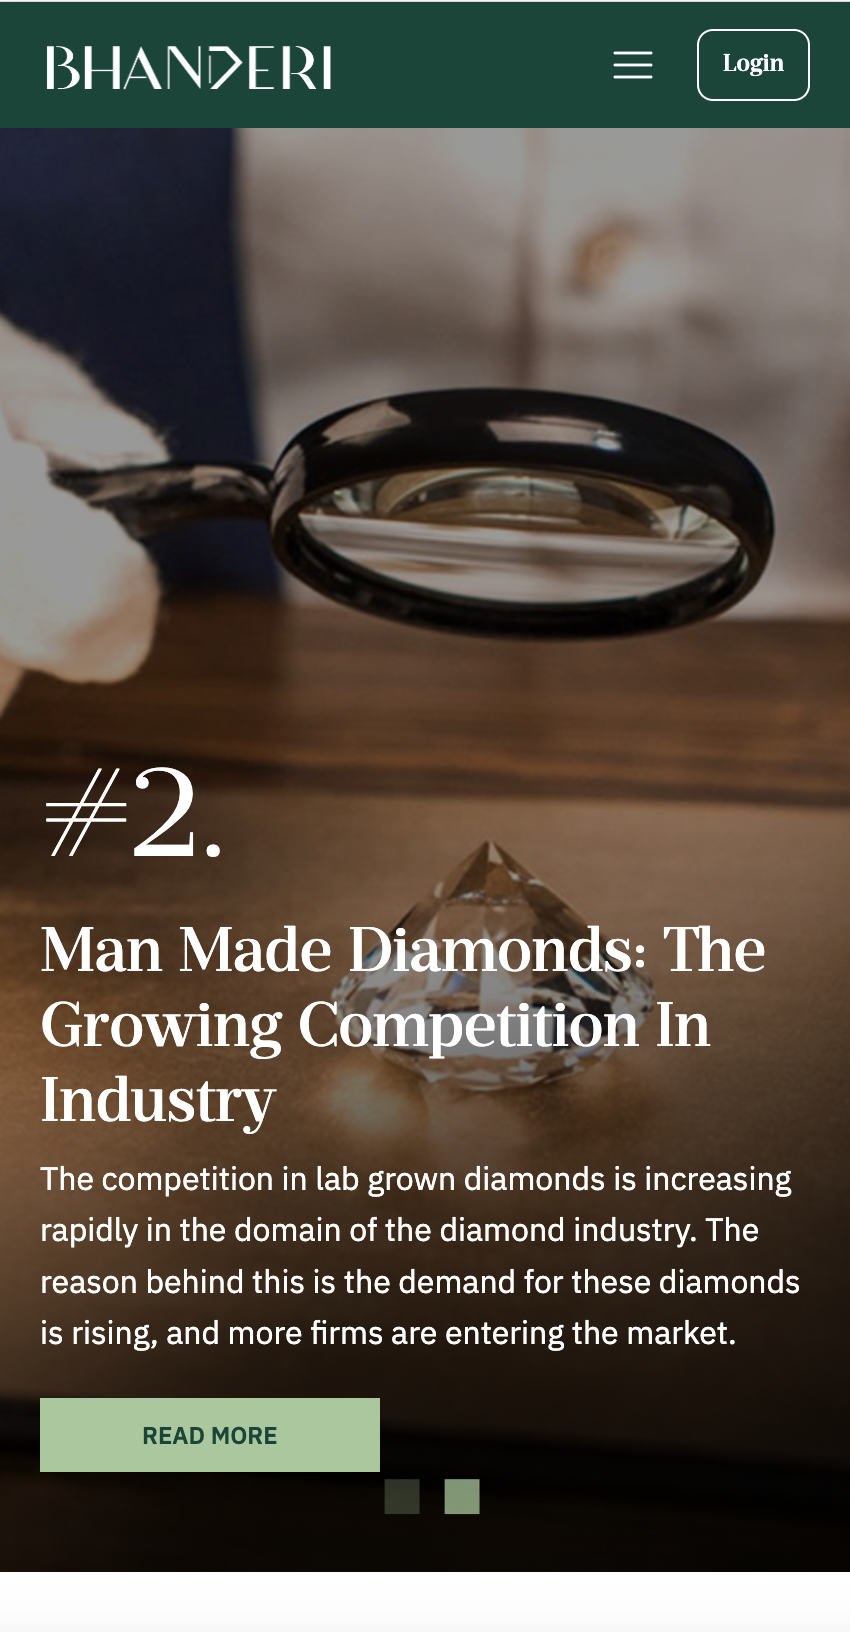 BHANDERI
Login
#2.
Man Made Diamonds: The
Growing Competition In
Industry
The competition in lab grown diamonds is increasing
rapidly in the domain of the diamond industry. The
reason behind this is the demand for these diamonds
is rising, and more firms are entering the market.
READ MORE